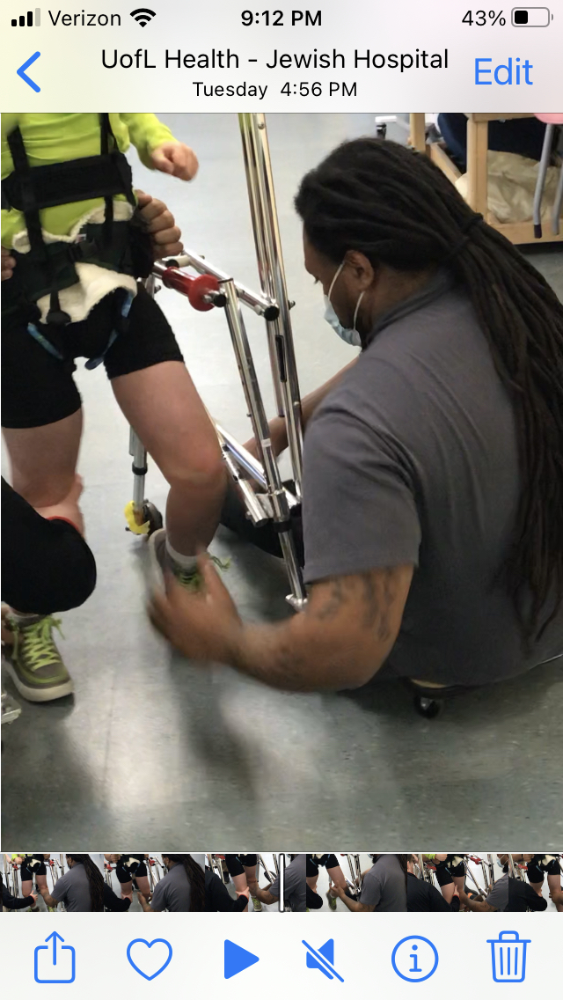 Verizon 9:12 PM 43%
UofL Health - Jewish Hospital
Edit
Tuesday 4:56 PM